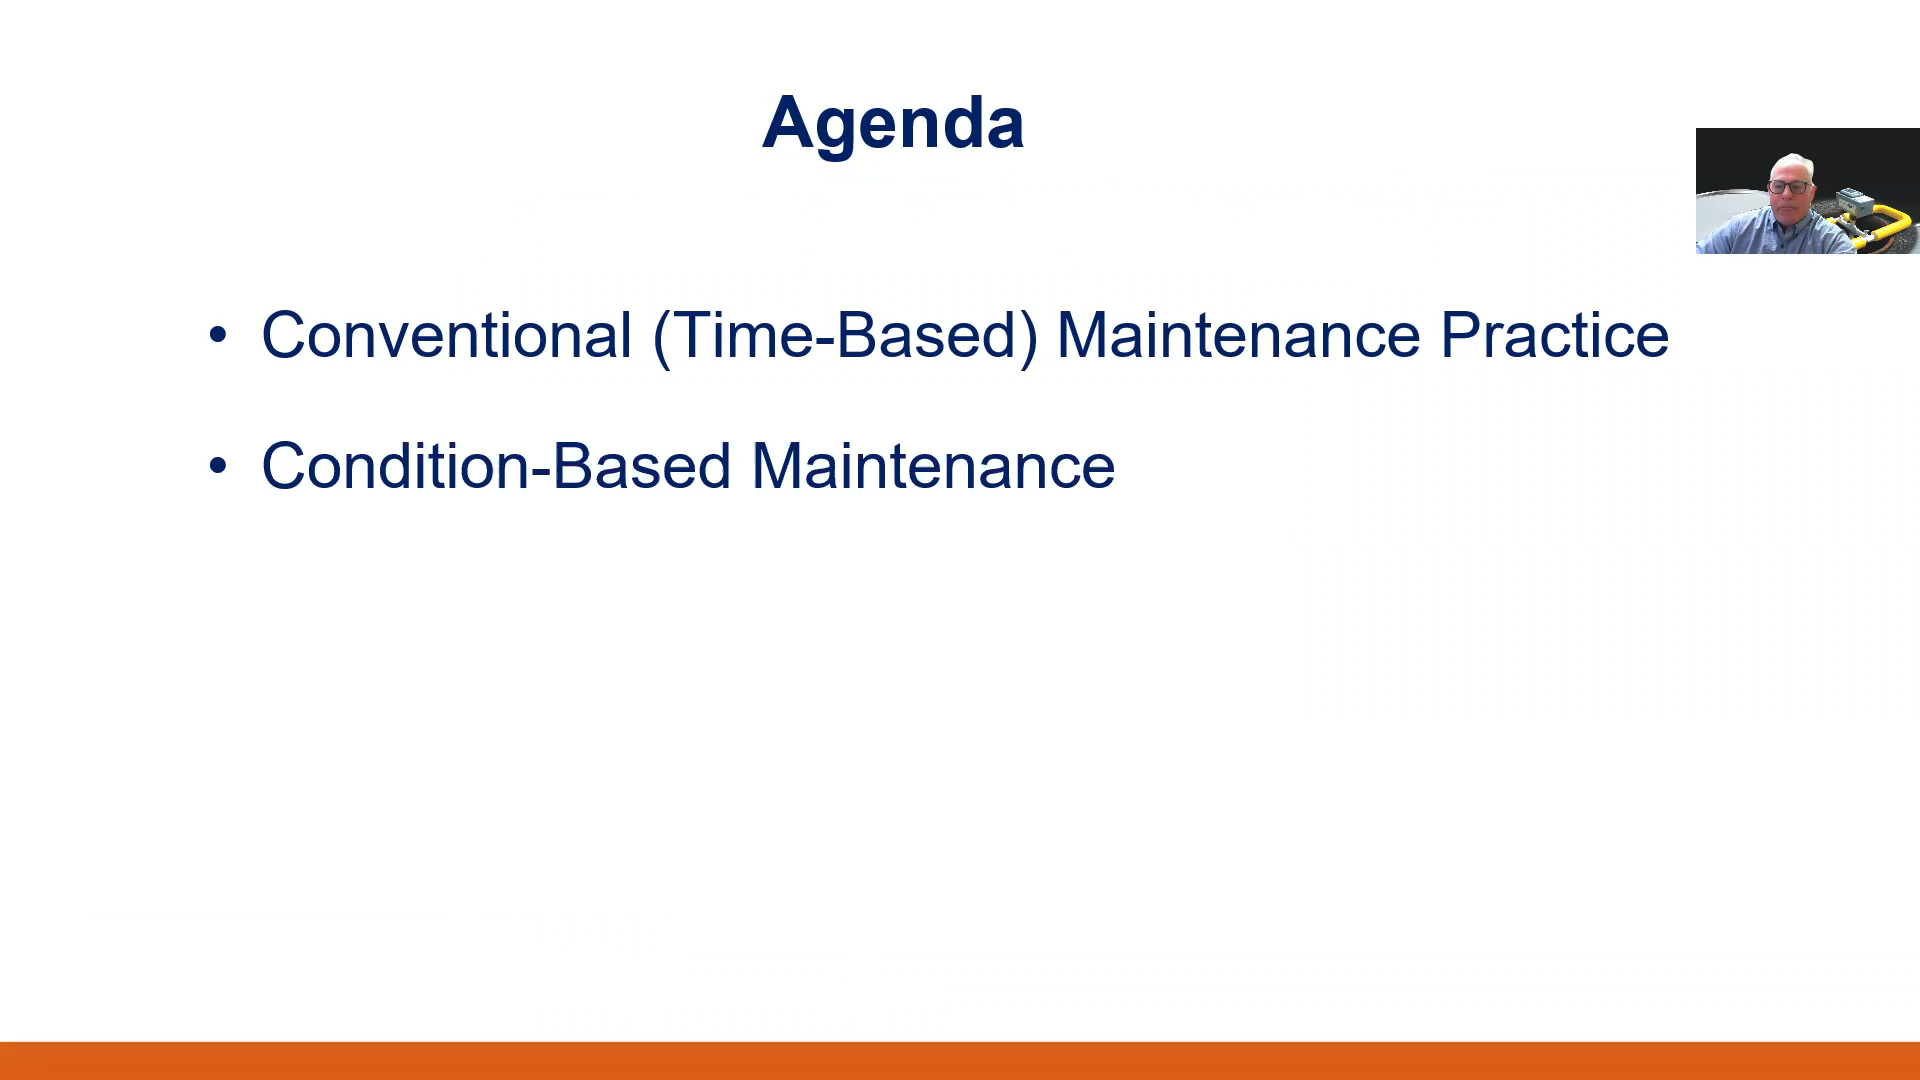 Agenda
• Conventional (Time-Based) Maintenance Practice
• Condition-Based Maintenance